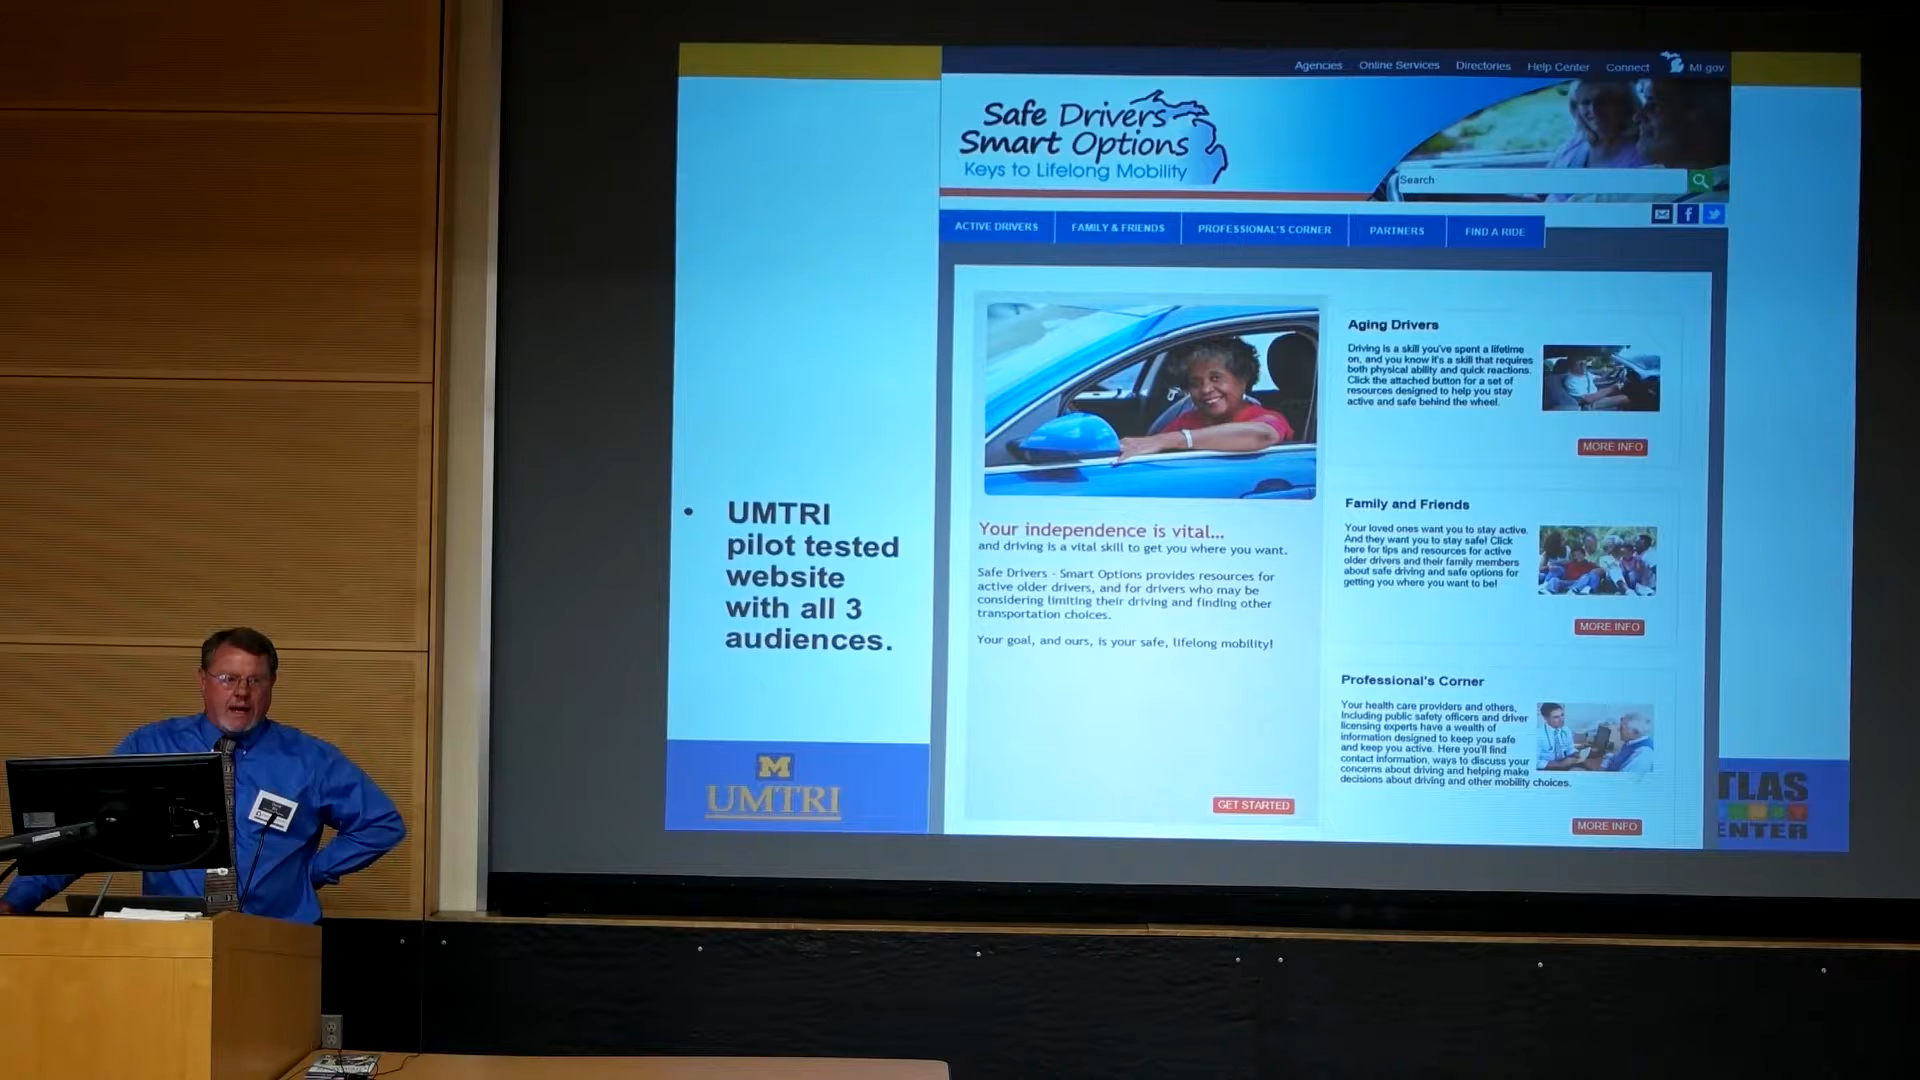 Agencies Online Services Directories Help Center Connect MI.gov
Safe Drivers
Smart Options
Keys to Lifelong Mobility
Search
ACTIVE DRIVERS FAMILY & FRIENDS PROFESSIONAL'S CORNER PARTNERS FIND A RIDE
• UMTRI
pilot tested
website
with all 3
audiences.
Your independence is vital...
and driving is a vital skill to get you where you want.
Safe Drivers - Smart Options provides resources for
active older drivers, and for drivers who may be
considering limiting their driving and finding other
transportation choices.
Your goal, and ours, is your safe, lifelong mobility!
GET STARTED
Aging Drivers
Driving is a skill you've spent a lifetime
on, and you know it's a skill that requires
both physical ability and quick reactions.
Click the attached button for a set of
resources designed to help you stay
active and safe behind the wheel.
MORE INFO
Family and Friends
Your loved ones want you to stay active.
And they want you to stay safe! Click
here for tips and resources for active
older drivers and their family members
about safe driving and safe options for
getting you where you want to be!
MORE INFO
Professional's Corner
Your health care providers and others,
including public safety officers and driver
licensing experts have a wealth of
information designed to keep you safe
and keep you active. Here you'll find
contact information, ways to discuss your
concerns about driving and helping make
decisions about driving and other mobility choices.
MORE INFO
M
UMTRI
TLAS
ENTER